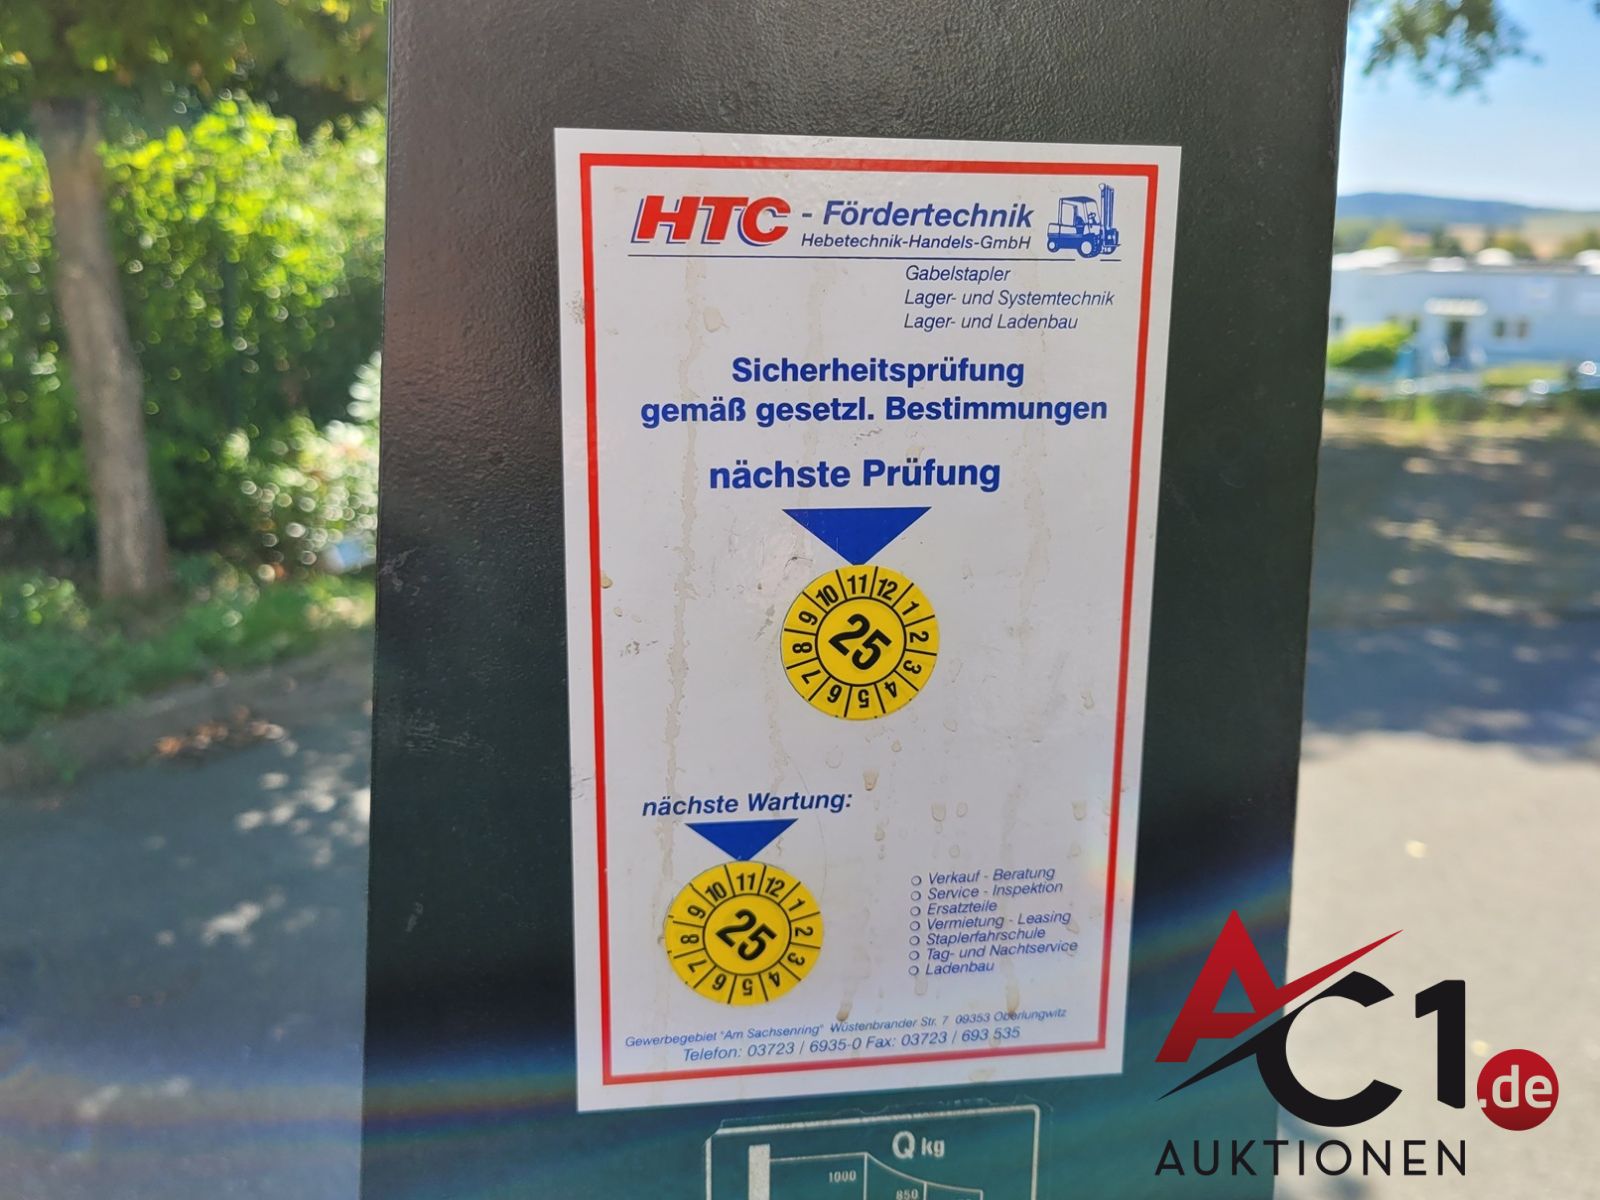 HTC - Fördertechnik
Hebetechnik-Handels-GmbH
Gabelstapler
Lager- und Systemtechnik
Lager- und Ladenbau
Sicherheitsprüfung
gemäß gesetzl. Bestimmungen
nächste Prüfung
11 12 1 2 3 4 5 6 7 8 9 10
25
nächste Wartung:
11 12 1 2 3 4 5 6 7 8 9 10
25
Verkauf - Beratung
Service - Inspektion
Ersatzteile
Vermietung - Leasing
Staplerfahrschule
Tag- und Nachtservice
Ladenbau
Gewerbegebiet "Am Sachsenring" Wüstenbrander Str. 7 09353 Oberlungwitz
Telefon: 03723 / 6935-0 Fax: 03723 / 693 535
Q kg
1000
850
AC1.de
AUKTIONEN